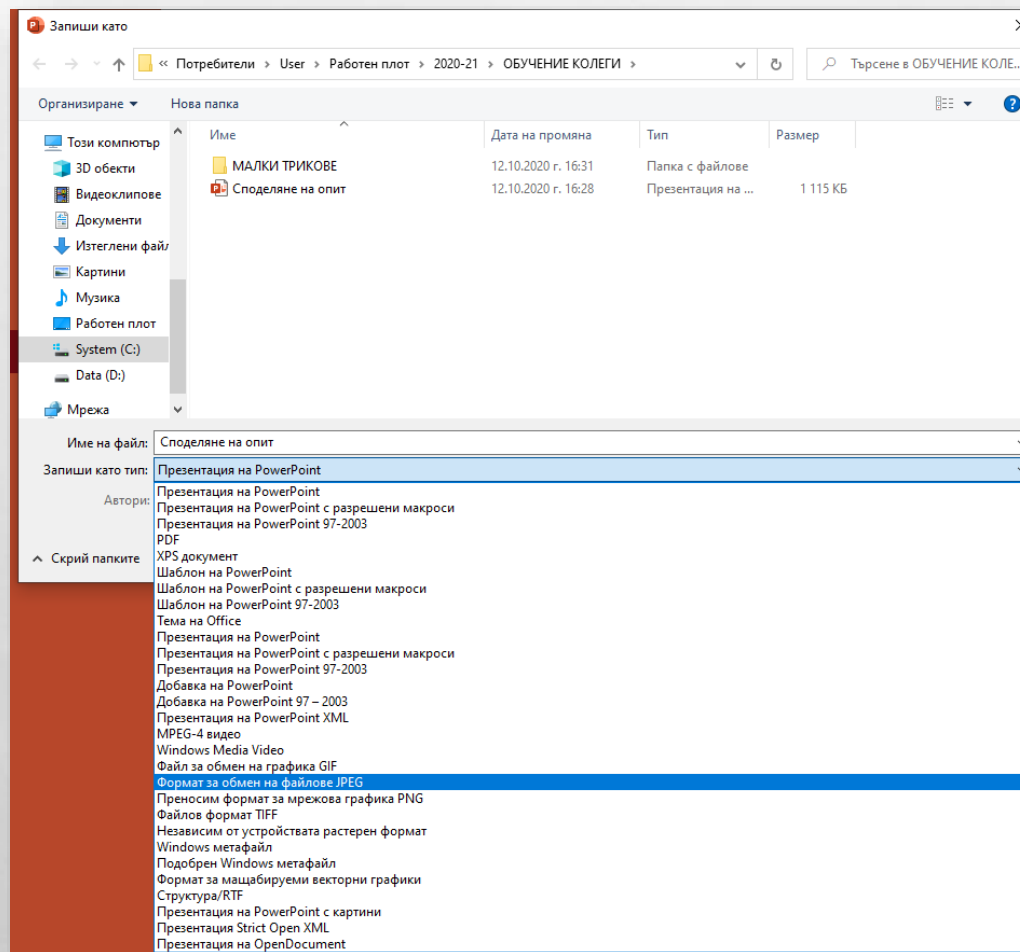 Запиши като
« Потребители › User › Работен плот › 2020-21 › ОБУЧЕНИЕ КОЛЕГИ ›
Търсене в ОБУЧЕНИЕ КОЛЕ...
Организиране
Нова папка
Този компютър
3D обекти
Видеоклипове
Документи
Изтеглени файл
Картини
Музика
Работен плот
System (C:)
Data (D:)
Мрежа
Име Дата на промяна Тип Размер
МАЛКИ ТРИКОВЕ 12.10.2020 г. 16:31 Папка с файлове
Споделяне на опит 12.10.2020 г. 16:28 Презентация на ... 1 115 КБ
Име на файл: Споделяне на опит
Запиши като тип: Презентация на PowerPoint
Автори:
Скрий папките
Презентация на PowerPoint
Презентация на PowerPoint с разрешени макроси
Презентация на PowerPoint 97-2003
PDF
XPS документ
Шаблон на PowerPoint
Шаблон на PowerPoint с разрешени макроси
Шаблон на PowerPoint 97-2003
Тема на Office
Презентация на PowerPoint
Презентация на PowerPoint с разрешени макроси
Презентация на PowerPoint 97-2003
Добавка на PowerPoint
Добавка на PowerPoint 97 – 2003
Презентация на PowerPoint XML
MPEG-4 видео
Windows Media Video
Файл за обмен на графика GIF
Формат за обмен на файлове JPEG
Преносим формат за мрежова графика PNG
Файлов формат TIFF
Независим от устройствата растерен формат
Windows метафайл
Подобрен Windows метафайл
Формат за мащабируеми векторни графики
Структура/RTF
Презентация на PowerPoint с картини
Презентация Strict Open XML
Презентация на OpenDocument